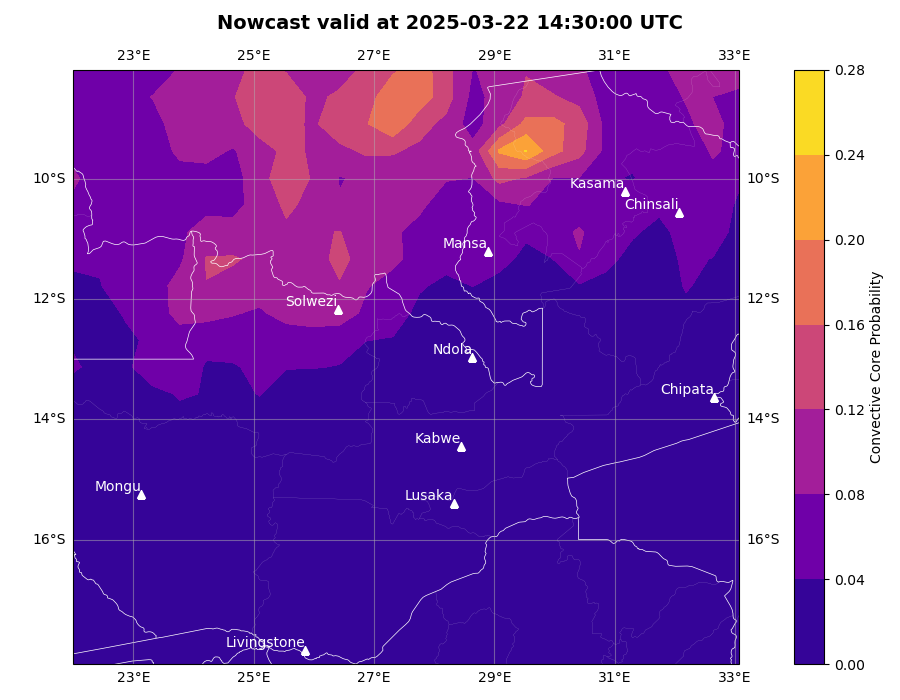 Nowcast valid at 2025-03-22 14:30:00 UTC
23°E 25°E 27°E 29°E 31°E 33°E
0.28
0.24
10°S 10°S
Kasama
Chinsali
0.20
Mansa
12°S 12°S
Solwezi
0.16
Ndola
Chipata
0.12
14°S 14°S
Kabwe
Mongu
Lusaka
0.08
16°S 16°S
0.04
Livingstone
0.00
23°E 25°E 27°E 29°E 31°E 33°E
Convective Core Probability